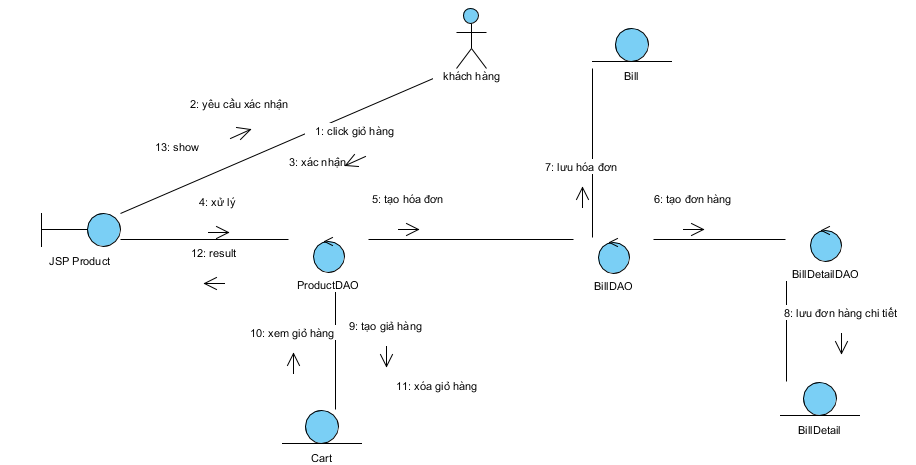 khách hàng
Bill
2: yêu cầu xác nhận
1: click giỏ hàng
13: show
3: xác nhận
7: lưu hóa đơn
4: xử lý
5: tạo hóa đơn
6: tạo đơn hàng
JSP Product
12: result
ProductDAO
BillDAO
BillDetailDAO
8: lưu đơn hàng chi tiết
10: xem giỏ hàng
9: tạo giả hàng
11: xóa giỏ hàng
Cart
BillDetail